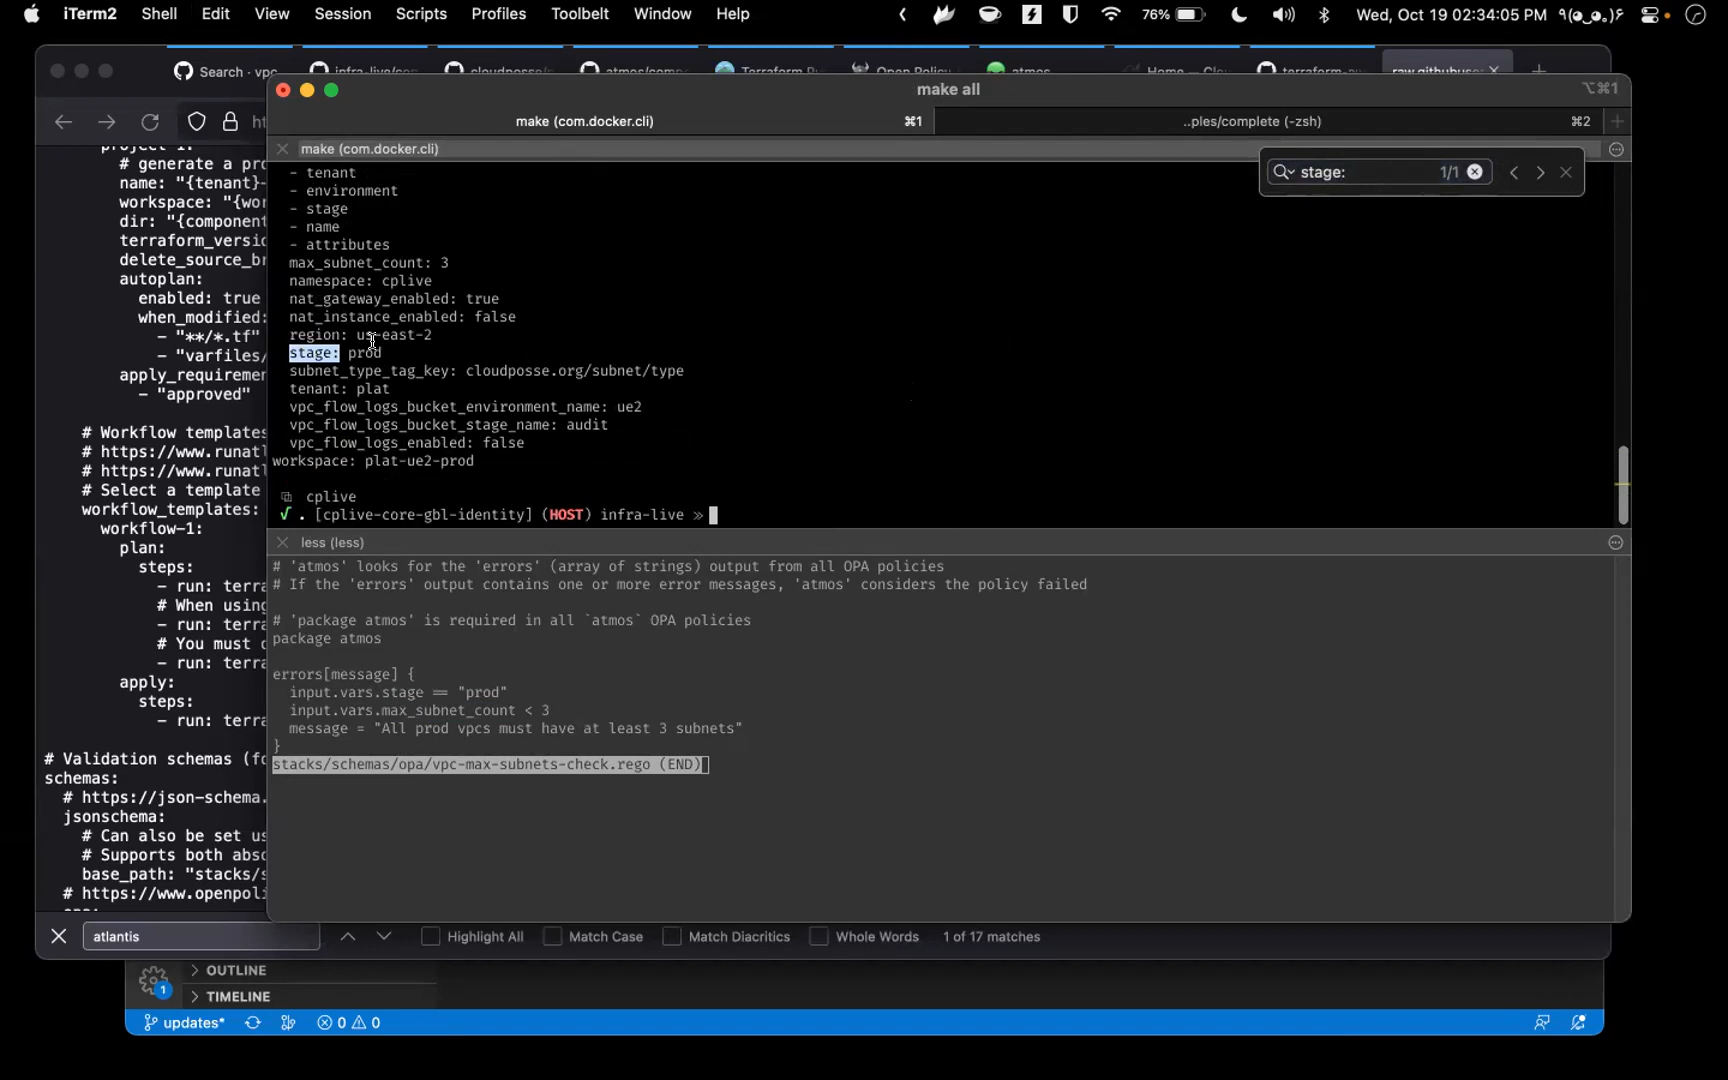 iTerm2 Shell Edit View Session Scripts Profiles Toolbelt Window Help 76% Wed, Oct 19 02:34:05 PM
Search · vpc
make all ⌥⌘1
make (com.docker.cli) ⌘1 ..ples/complete (-zsh) ⌘2
make (com.docker.cli)
stage: 1/1
- tenant
- environment
- stage
- name
- attributes
max_subnet_count: 3
namespace: cplive
nat_gateway_enabled: true
nat_instance_enabled: false
region: us-east-2
stage: prod
subnet_type_tag_key: cloudposse.org/subnet/type
tenant: plat
vpc_flow_logs_bucket_environment_name: ue2
vpc_flow_logs_bucket_stage_name: audit
vpc_flow_logs_enabled: false
workspace: plat-ue2-prod
cplive
√ . [cplive-core-gbl-identity] (HOST) infra-live »
less (less)
# 'atmos' looks for the 'errors' (array of strings) output from all OPA policies
# If the 'errors' output contains one or more error messages, 'atmos' considers the policy failed
# 'package atmos' is required in all `atmos` OPA policies
package atmos
errors[message] {
input.vars.stage == "prod"
input.vars.max_subnet_count < 3
message = "All prod vpcs must have at least 3 subnets"
}
stacks/schemas/opa/vpc-max-subnets-check.rego (END)
# generate a pro
name: "{tenant}-
workspace: "{wor
dir: "{component
terraform_versio
delete_source_br
autoplan:
enabled: true
when_modified:
- "**/*.tf"
- "varfiles/
apply_requiremen
- "approved"
# Workflow templates
# https://www.runatl
# https://www.runatl
# Select a template
workflow_templates:
workflow-1:
plan:
steps:
- run: terra
# When using
- run: terra
# You must c
- run: terra
apply:
steps:
- run: terra
# Validation schemas (fo
schemas:
# https://json-schema.
jsonschema:
# Can also be set us
# Supports both abso
base_path: "stacks/s
# https://www.openpoli
atlantis Highlight All Match Case Match Diacritics Whole Words 1 of 17 matches
OUTLINE
1 TIMELINE
updates* 0 0